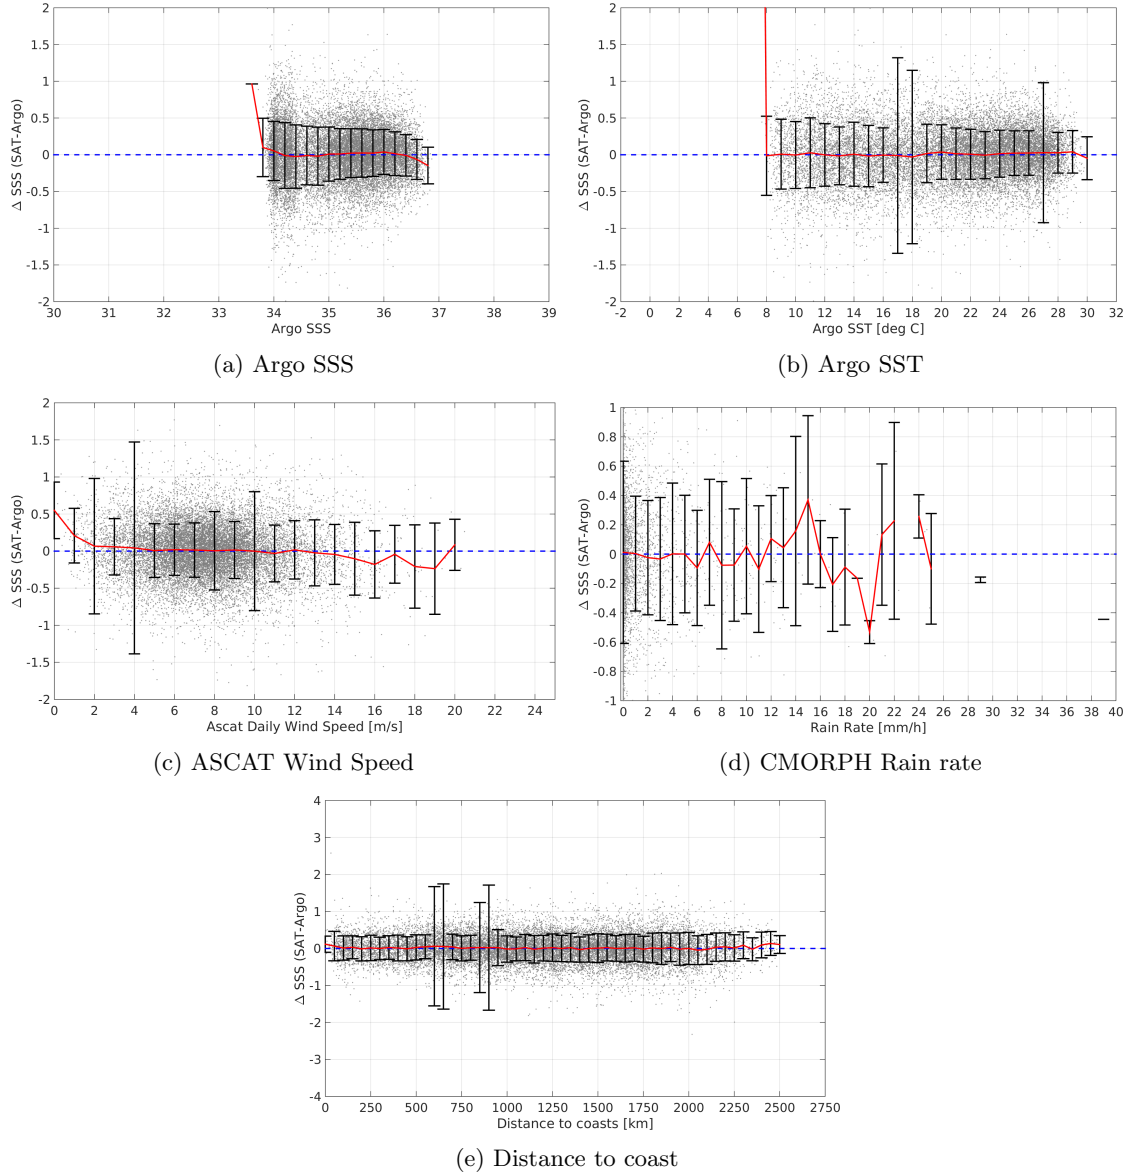 2
1.5
1
0.5
0
-0.5
-1
-1.5
-2
Δ SSS (SAT-Argo)
30 31 32 33 34 35 36 37 38 39
Argo SSS
(a) Argo SSS
2
1.5
1
0.5
0
-0.5
-1
-1.5
-2
Δ SSS (SAT-Argo)
-2 0 2 4 6 8 10 12 14 16 18 20 22 24 26 28 30 32
Argo SST [deg C]
(b) Argo SST
2
1.5
1
0.5
0
-0.5
-1
-1.5
-2
Δ SSS (SAT-Argo)
0 2 4 6 8 10 12 14 16 18 20 22 24
Ascat Daily Wind Speed [m/s]
(c) ASCAT Wind Speed
1
0.8
0.6
0.4
0.2
0
-0.2
-0.4
-0.6
-0.8
-1
Δ SSS (SAT-Argo)
0 2 4 6 8 10 12 14 16 18 20 22 24 26 28 30 32 34 36 38 40
Rain Rate [mm/h]
(d) CMORPH Rain rate
4
3
2
1
0
-1
-2
-3
-4
Δ SSS (SAT-Argo)
0 250 500 750 1000 1250 1500 1750 2000 2250 2500 2750
Distance to coasts [km]
(e) Distance to coast